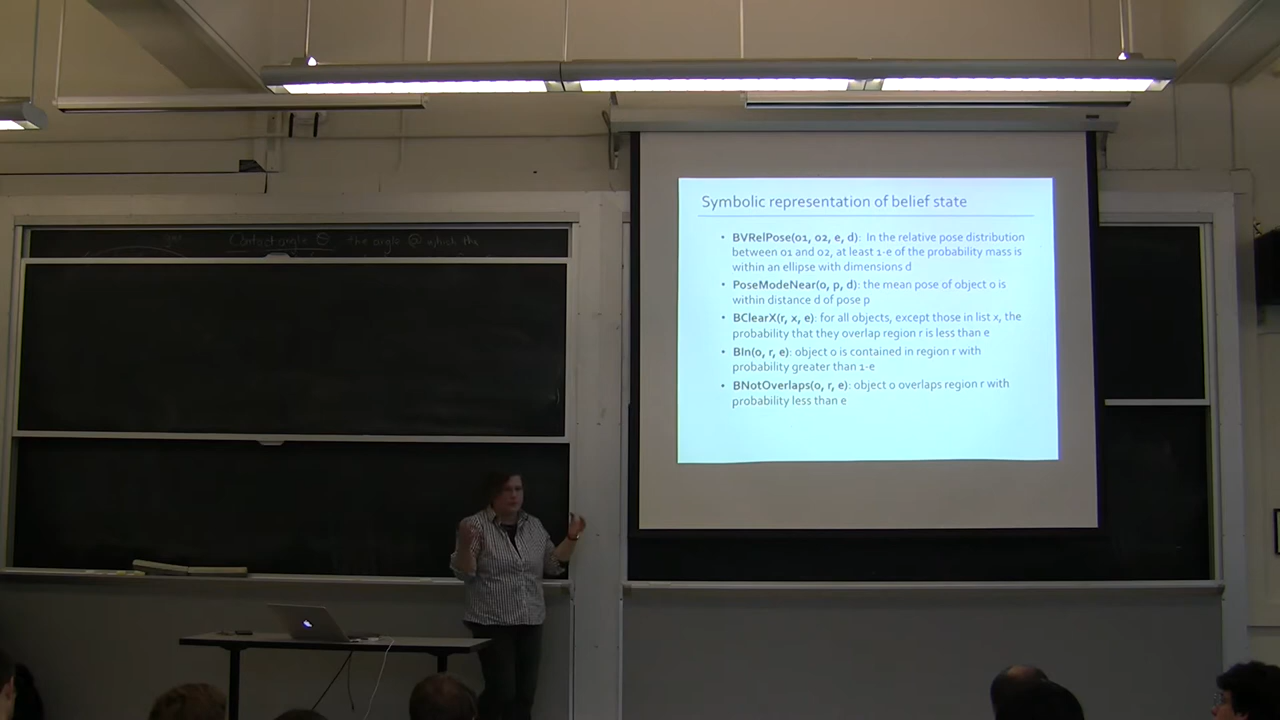 Contact angle Θ the angle @ which the
Symbolic representation of belief state
• BVRelPose(o1, o2, e, d): In the relative pose distribution
between o1 and o2, at least 1-e of the probability mass is
within an ellipse with dimensions d
• PoseModeNear(o, p, d): the mean pose of object o is
within distance d of pose p
• BClearX(r, x, e): for all objects, except those in list x, the
probability that they overlap region r is less than e
• BIn(o, r, e): object o is contained in region r with
probability greater than 1-e
• BNotOverlaps(o, r, e): object o overlaps region r with
probability less than e